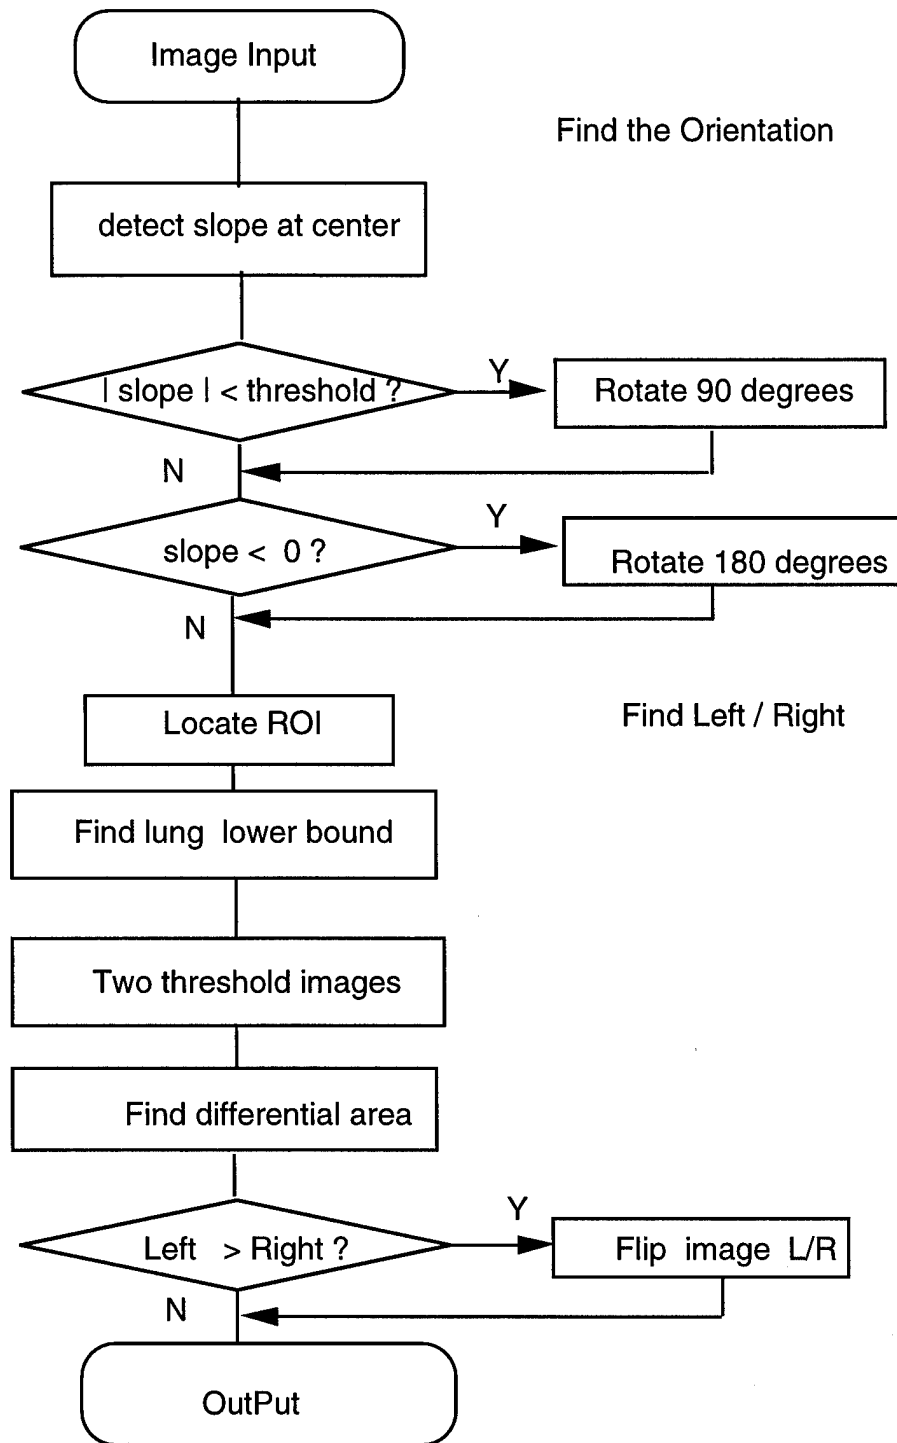 Image Input
Find the Orientation
detect slope at center
| slope | < threshold ?
Y
Rotate 90 degrees
N
slope < 0 ?
Y
Rotate 180 degrees
N
Locate ROI
Find Left / Right
Find lung lower bound
Two threshold images
Find differential area
Left > Right ?
Y
Flip image L/R
N
OutPut